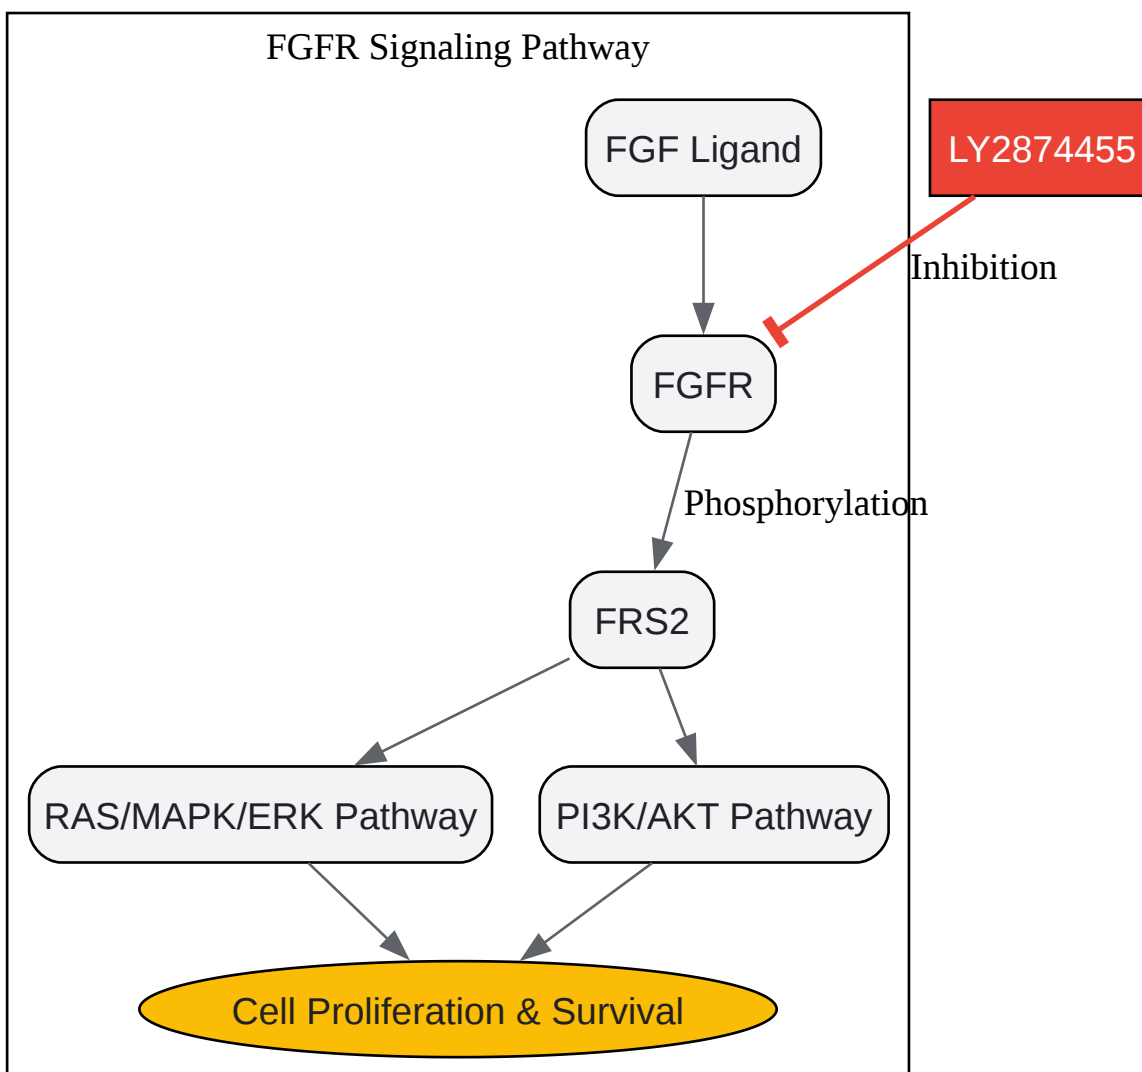 FGFR Signaling Pathway
FGF Ligand
LY2874455
Inhibition
FGFR
Phosphorylation
FRS2
RAS/MAPK/ERK Pathway
PI3K/AKT Pathway
Cell Proliferation & Survival